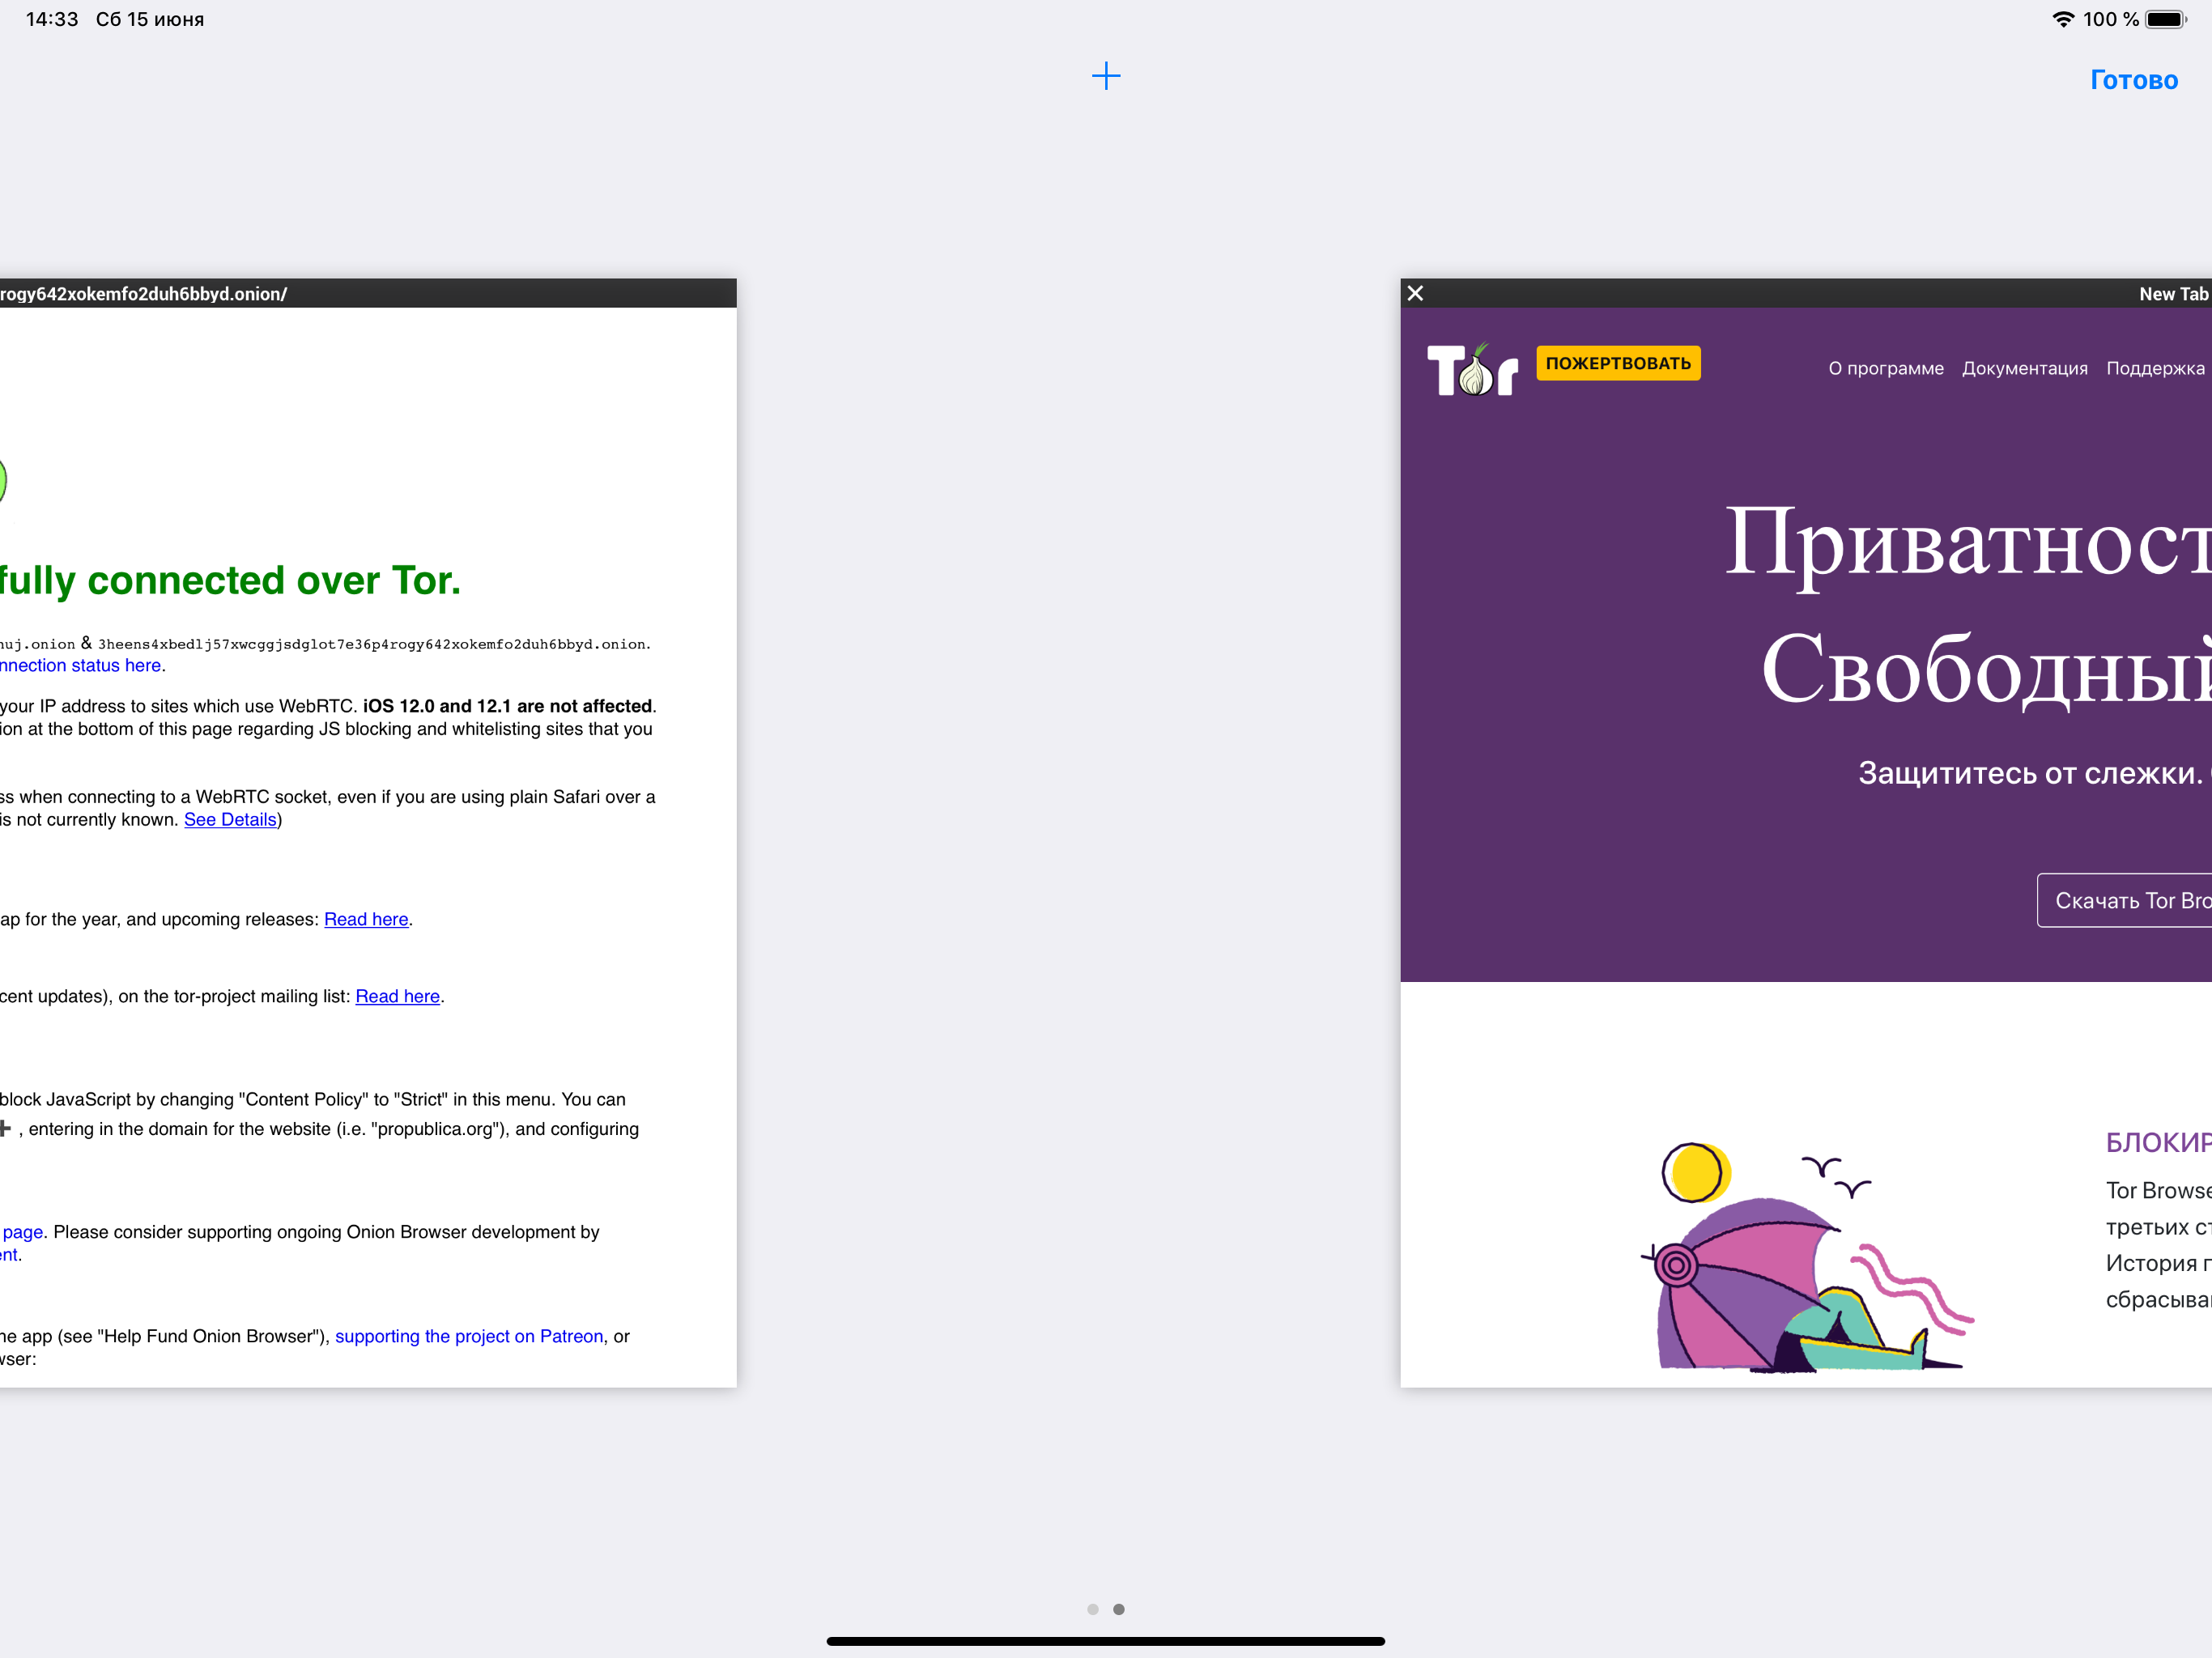 14:33 Сб 15 июня
100 %
Готово
rogy642xokemfo2duh6bbyd.onion/
fully connected over Tor.
huj.onion & 3heens4xbedlj57xwcggjsdglot7e36p4rogy642xokemfo2duh6bbyd.onion.
nnection status here.
your IP address to sites which use WebRTC. iOS 12.0 and 12.1 are not affected.
ion at the bottom of this page regarding JS blocking and whitelisting sites that you
ss when connecting to a WebRTC socket, even if you are using plain Safari over a
is not currently known. See Details)
ap for the year, and upcoming releases: Read here.
cent updates), on the tor-project mailing list: Read here.
block JavaScript by changing "Content Policy" to "Strict" in this menu. You can
, entering in the domain for the website (i.e. "propublica.org"), and configuring
page. Please consider supporting ongoing Onion Browser development by
ent.
he app (see "Help Fund Onion Browser"), supporting the project on Patreon, or
wser:
New Tab
Tor ПОЖЕРТВОВАТЬ О программе Документация Поддержка
Приватност
Свободный
Защититесь от слежки.
Скачать Tor Bro
БЛОКИР
Tor Browse
третьих ст
История п
сбрасыва